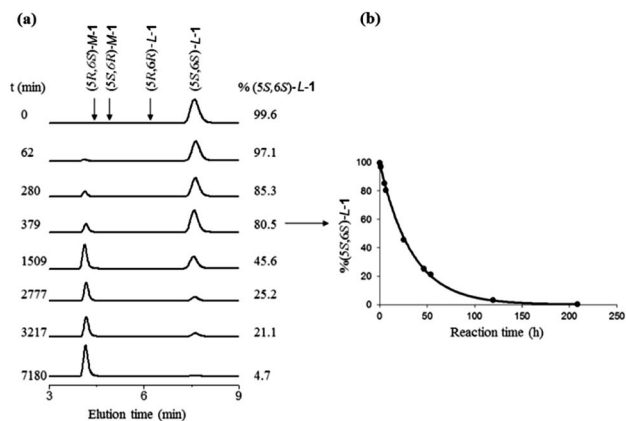 (a)
(b)
t (min)
(5R,6S)-M-1
(5S,6R)-M-1
(5R,6R)-L-1
(5S,6S)-L-1
% (5S,6S)-L-1
0
99.6
62
97.1
280
85.3
379
80.5
1509
45.6
2777
25.2
3217
21.1
7180
4.7
3
6
9
Elution time (min)
%(5S,6S)-L-1
100
80
60
40
20
0
0
50
100
150
200
250
Reaction time (h)